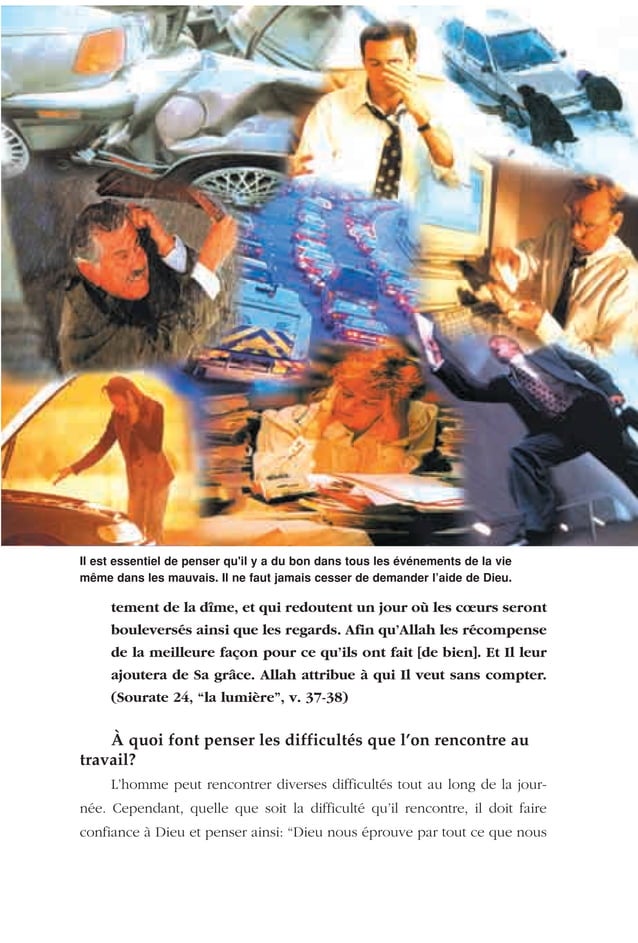 Il est essentiel de penser qu'il y a du bon dans tous les événements de la vie
même dans les mauvais. Il ne faut jamais cesser de demander l'aide de Dieu.
tement de la dîme, et qui redoutent un jour où les cœurs seront
bouleversés ainsi que les regards. Afin qu’Allah les récompense
de la meilleure façon pour ce qu’ils ont fait [de bien]. Et Il leur
ajoutera de Sa grâce. Allah attribue à qui Il veut sans compter.
(Sourate 24, “la lumière”, v. 37-38)
À quoi font penser les difficultés que l’on rencontre au
travail?
L’homme peut rencontrer diverses difficultés tout au long de la jour-
née. Cependant, quelle que soit la difficulté qu’il rencontre, il doit faire
confiance à Dieu et penser ainsi: “Dieu nous éprouve par tout ce que nous